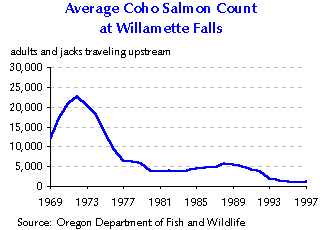 Average Coho Salmon Count
at Willamette Falls
adults and jacks traveling upstream
30,000
25,000
20,000
15,000
10,000
5,000
0
1969 1973 1977 1981 1985 1989 1993 1997
Source: Oregon Department of Fish and Wildlife